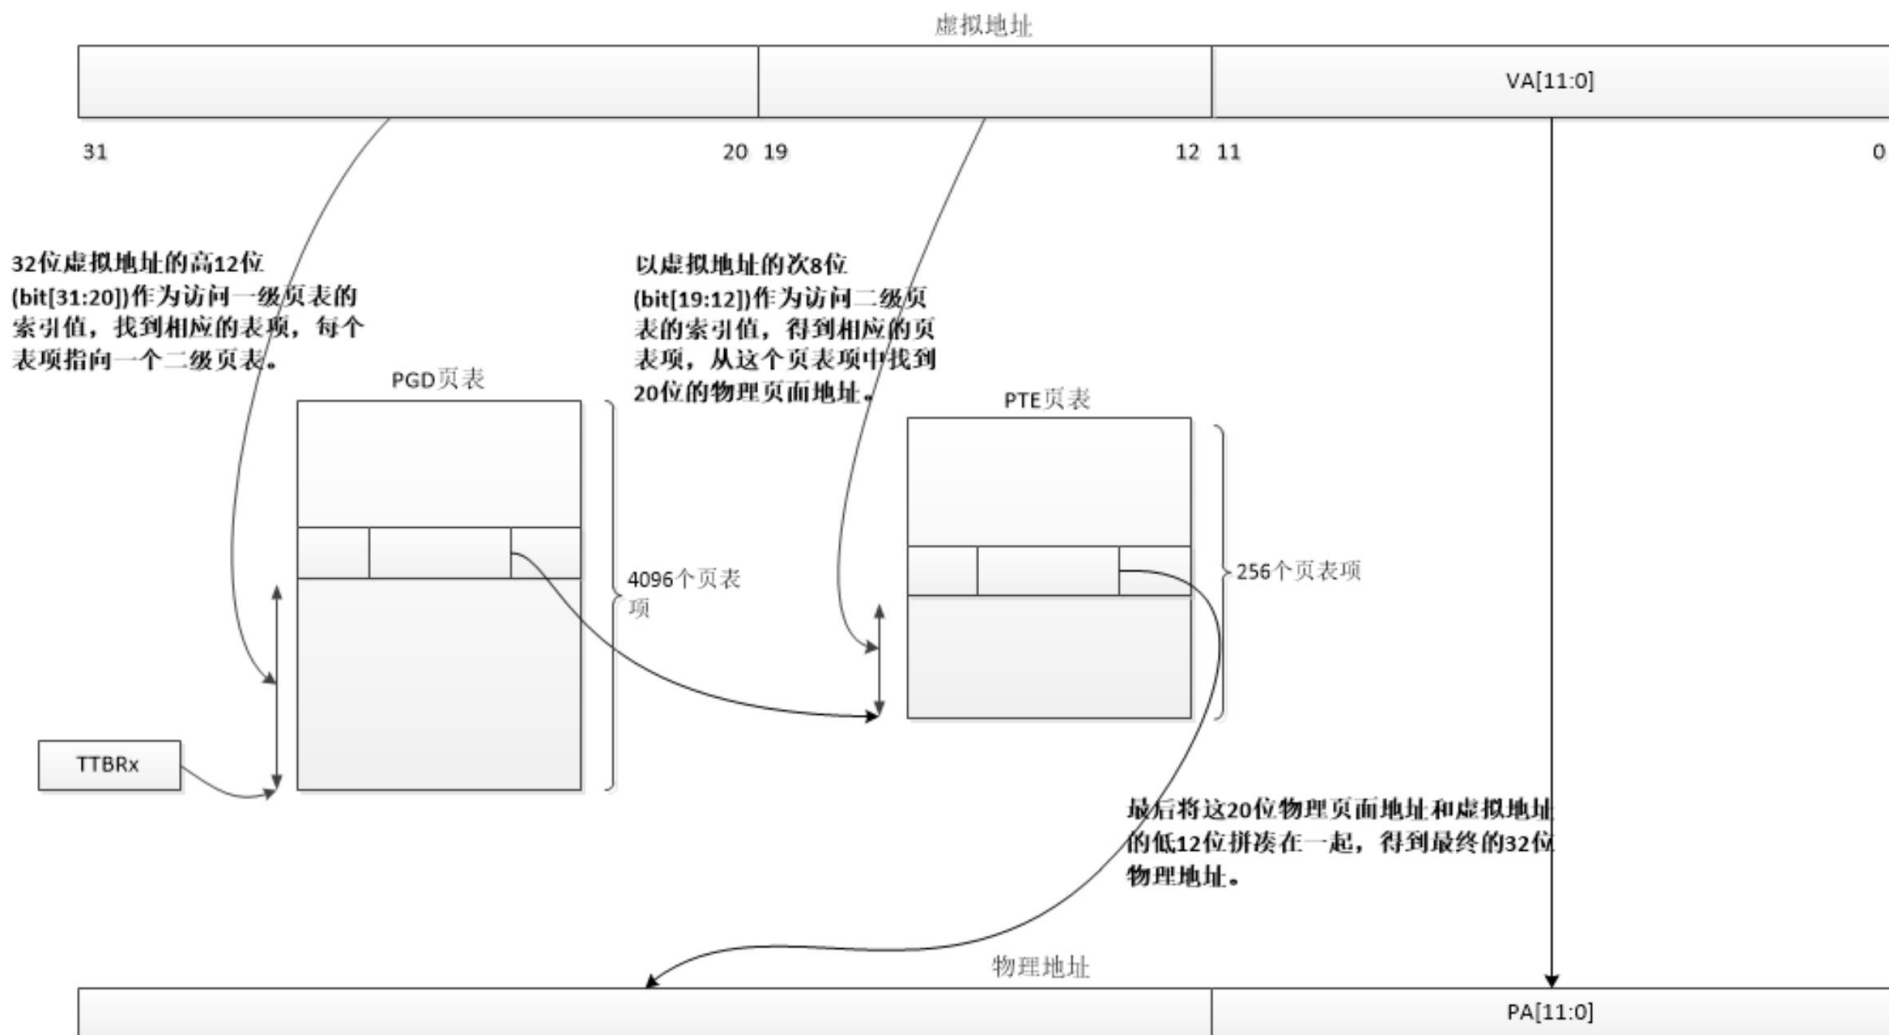 虚拟地址
VA[11:0]
31
20 19
12 11
0
32位虚拟地址的高12位
(bit[31:20])作为访问一级页表的
索引值，找到相应的表项，每个
表项指向一个二级页表。
以虚拟地址的次8位
(bit[19:12])作为访问二级页
表的索引值，得到相应的页
表项，从这个页表项中找到
20位的物理页面地址。
PGD页表
4096个页表
项
PTE页表
256个页表项
TTBRx
最后将这20位物理页面地址和虚拟地址
的低12位拼凑在一起，得到最终的32位
物理地址。
物理地址
PA[11:0]